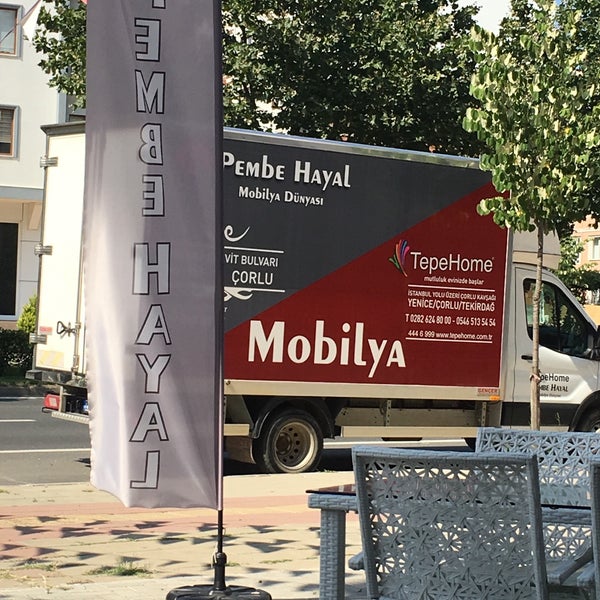 PEMBE HAYAL
Pembe Hayal
Mobilya Dünyası
VİT BULVARI
ÇORLU
Mobilya
TepeHome
mutluluk evinizde başlar
İSTANBUL YOLU ÜZERİ ÇORLU KAVŞAĞI
YENİCE/ÇORLU/TEKİRDAĞ
T 0282 624 80 00 - 0546 513 54 54
444 6 999 www.tepehome.com.tr
GENÇER
TepeHome
PEMBE HAYAL